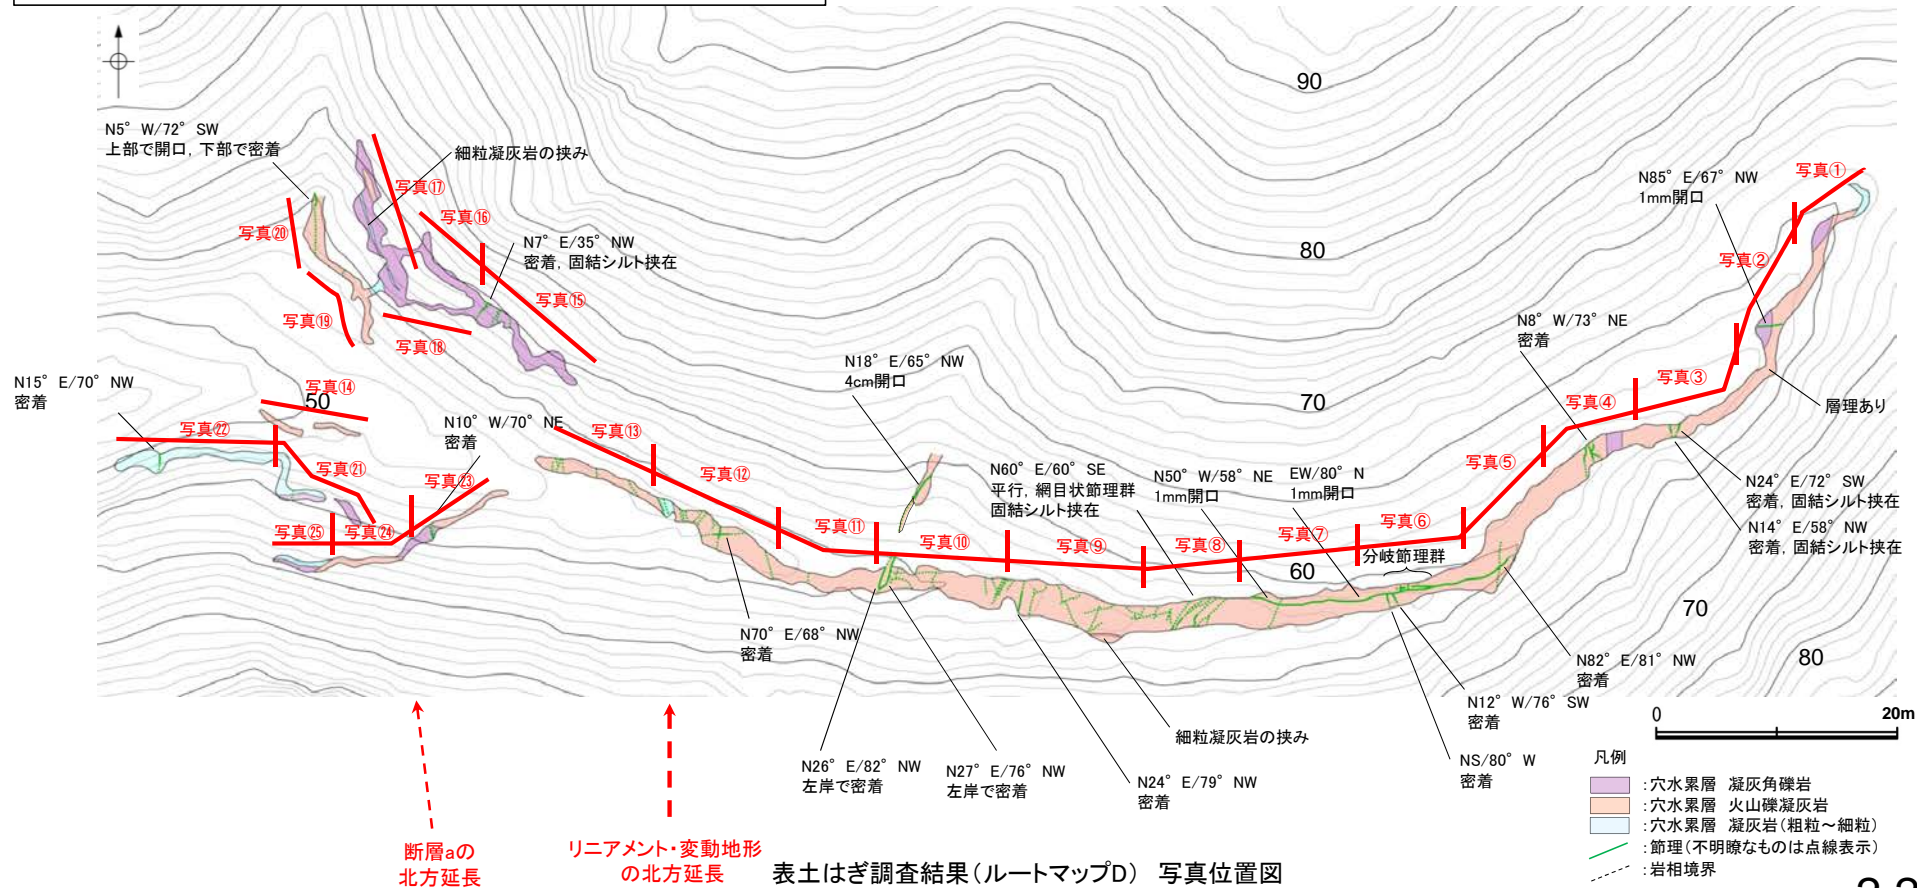 90
写真①
N5° W/72° SW
上部で開口，下部で密着
細粒凝灰岩の挟み
写真⑰
N85° E/67° NW
1mm開口
写真⑯
写真⑳
N7° E/35° NW
密着，固結シルト挟在
80
写真②
写真⑮
写真⑲
写真⑱
N8° W/73° NE
密着
N18° E/65° NW
4cm開口
N15° E/70° NW
密着
写真⑭
50
写真③
70
写真④
層理あり
写真㉒
N10° W/70° NE
密着
写真⑬
写真⑫
写真㉑
写真㉓
N60° E/60° SE
平行，網目状節理群
固結シルト挟在
N50° W/58° NE
1mm開口
EW/80° N
1mm開口
写真⑤
N24° E/72° SW
密着，固結シルト挟在
N14° E/58° NW
密着，固結シルト挟在
写真㉕
写真㉔
写真⑪
写真⑩
写真⑨
写真⑧
写真⑦
写真⑥
分岐節理群
60
70
N70° E/68° NW
密着
80
N82° E/81° NW
密着
N12° W/76° SW
密着
細粒凝灰岩の挟み
NS/80° W
密着
N26° E/82° NW
左岸で密着
N27° E/76° NW
左岸で密着
N24° E/79° NW
密着
0
20m
凡例
：穴水累層 凝灰角礫岩
：穴水累層 火山礫凝灰岩
：穴水累層 凝灰岩（粗粒～細粒）
：節理（不明瞭なものは点線表示）
：岩相境界
断層aの
北方延長
リニアメント・変動地形
の北方延長
表土はぎ調査結果（ルートマップD） 写真位置図